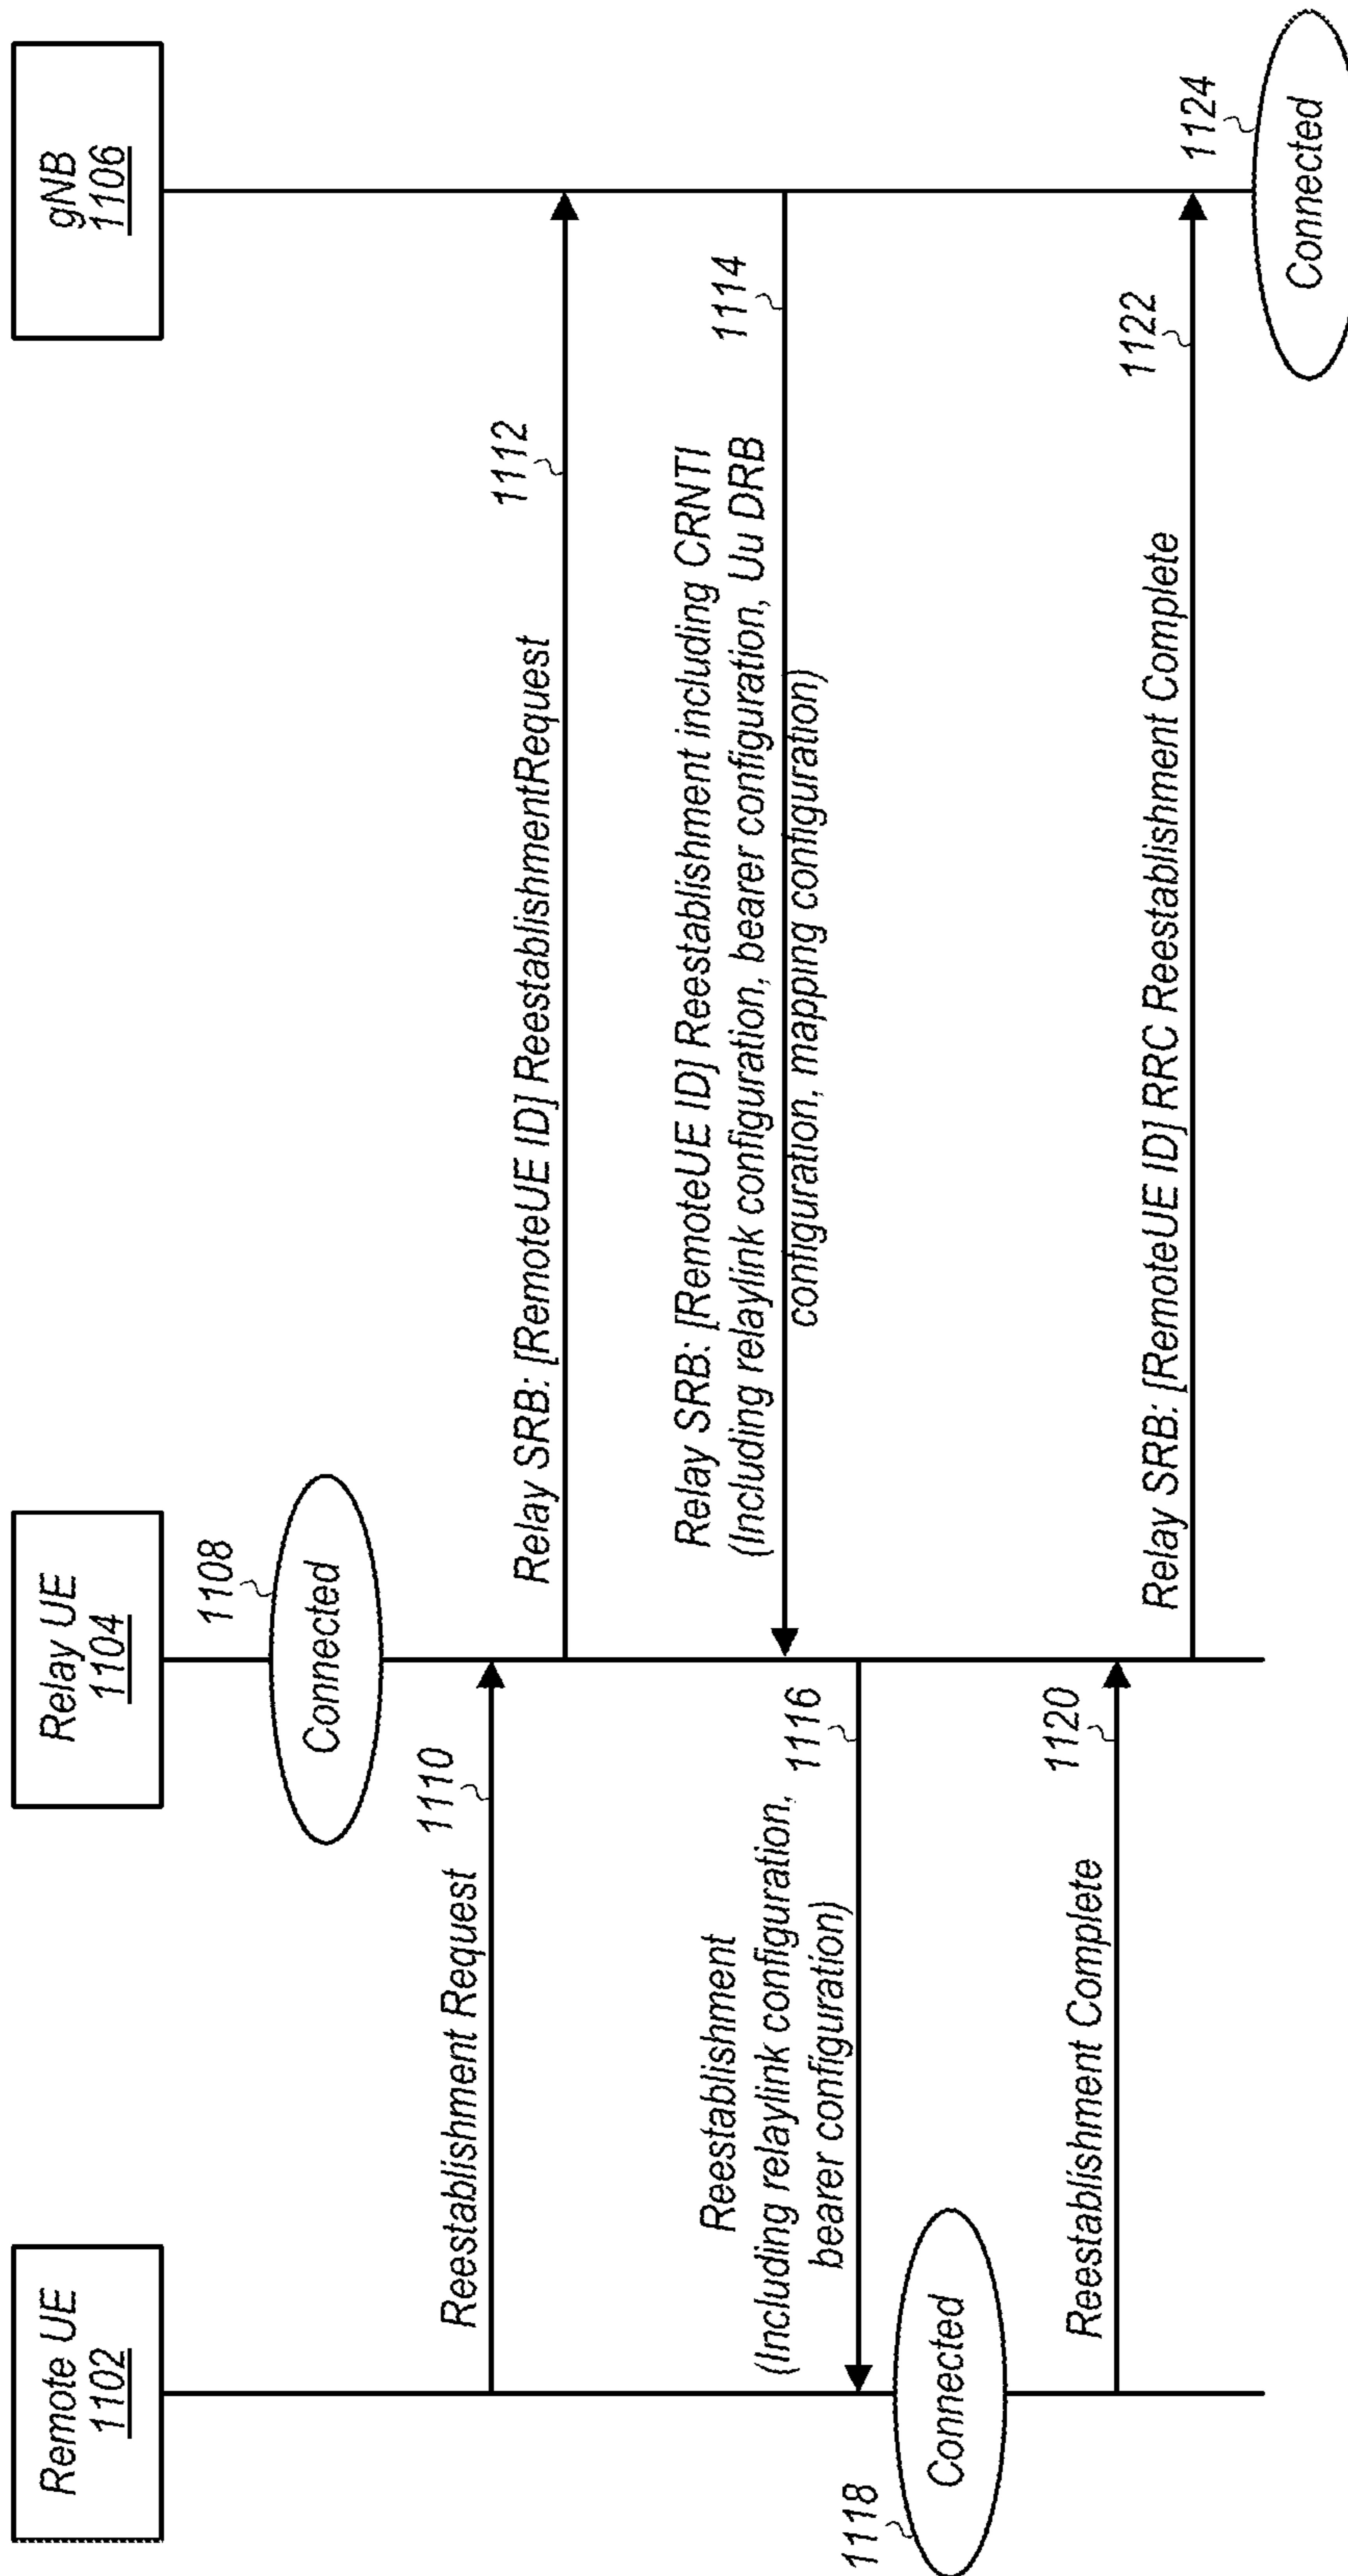 Remote UE
1102
Relay UE
1104
gNB
1106
1108
Connected
Reestablishment Request
1110
Relay SRB: [RemoteUE ID] ReestablishmentRequest
1112
Relay SRB: [RemoteUE ID] Reestablishment including CRNTI
(Including relaylink configuration, bearer configuration, Uu DRB
configuration, mapping configuration)
1114
Reestablishment
(Including relaylink configuration,
bearer configuration)
1116
1118
Connected
Reestablishment Complete
1120
Relay SRB: [RemoteUE ID] RRC Reestablishment Complete
1122
1124
Connected